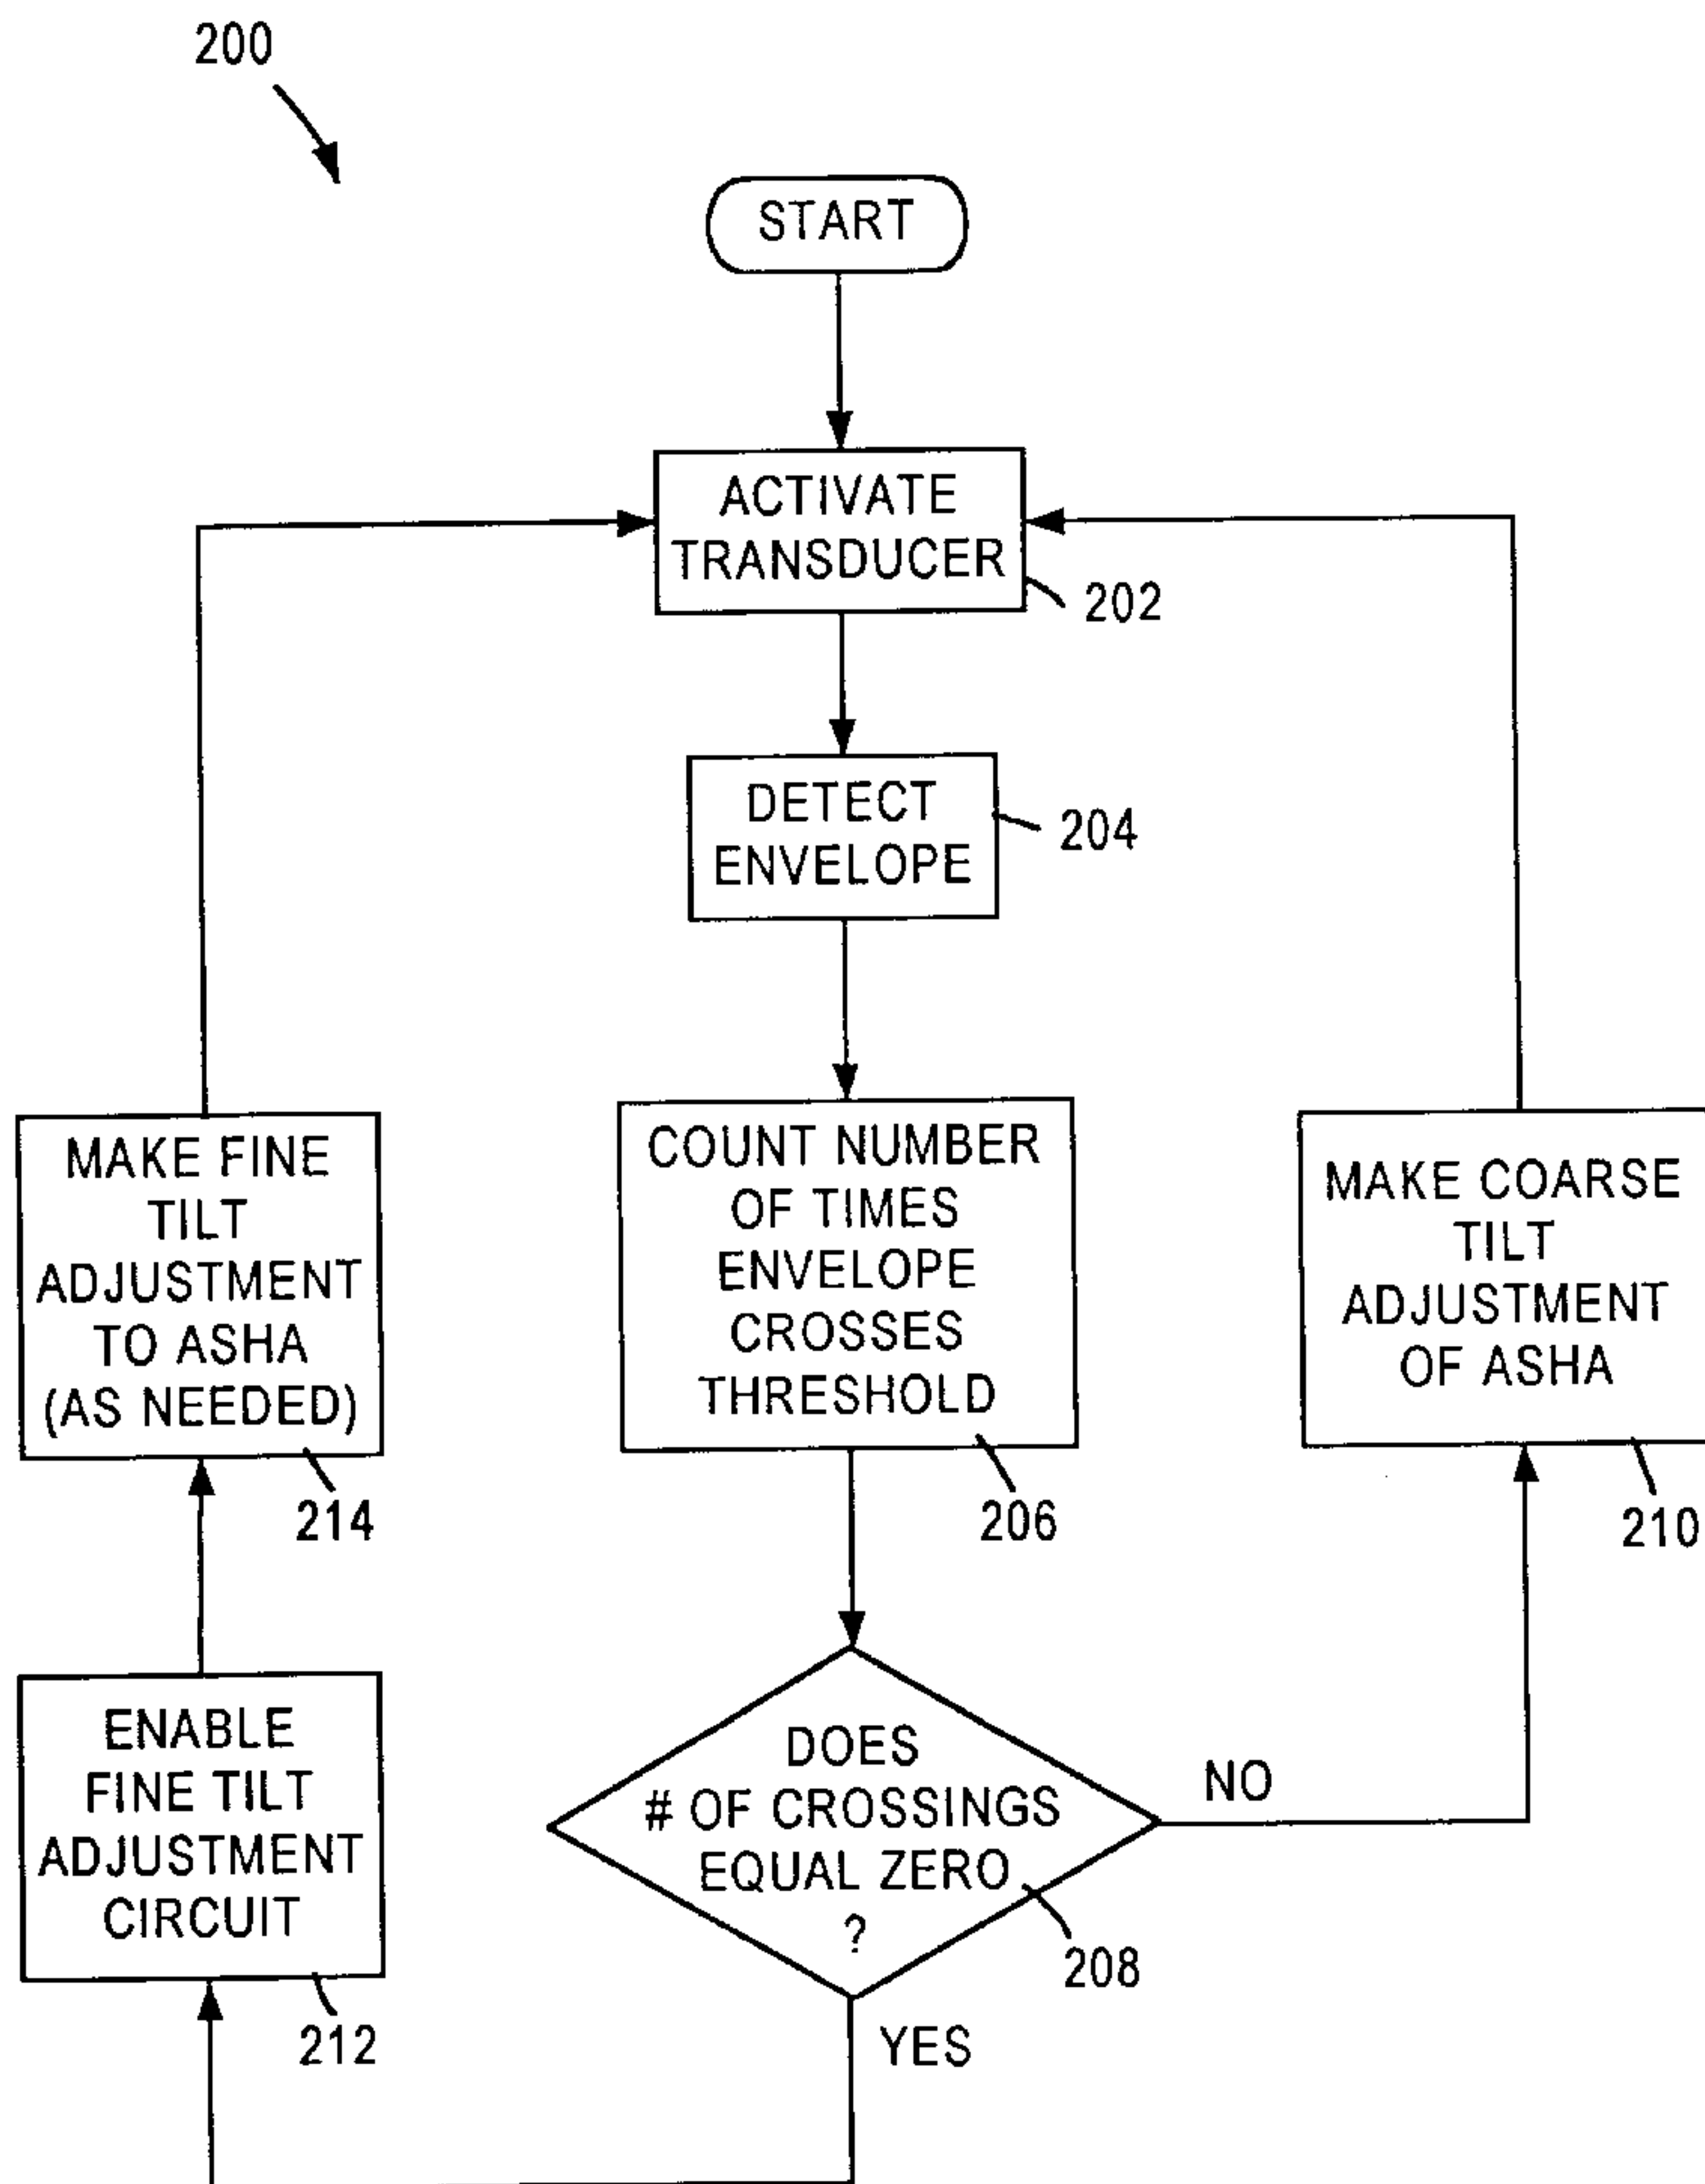 200
START
ACTIVATE
TRANSDUCER
202
DETECT
ENVELOPE
204
COUNT NUMBER
OF TIMES
ENVELOPE
CROSSES
THRESHOLD
206
DOES
# OF CROSSINGS
EQUAL ZERO
?
208
NO
YES
MAKE COARSE
TILT
ADJUSTMENT
OF ASHA
210
ENABLE
FINE TILT
ADJUSTMENT
CIRCUIT
212
MAKE FINE
TILT
ADJUSTMENT
TO ASHA
(AS NEEDED)
214